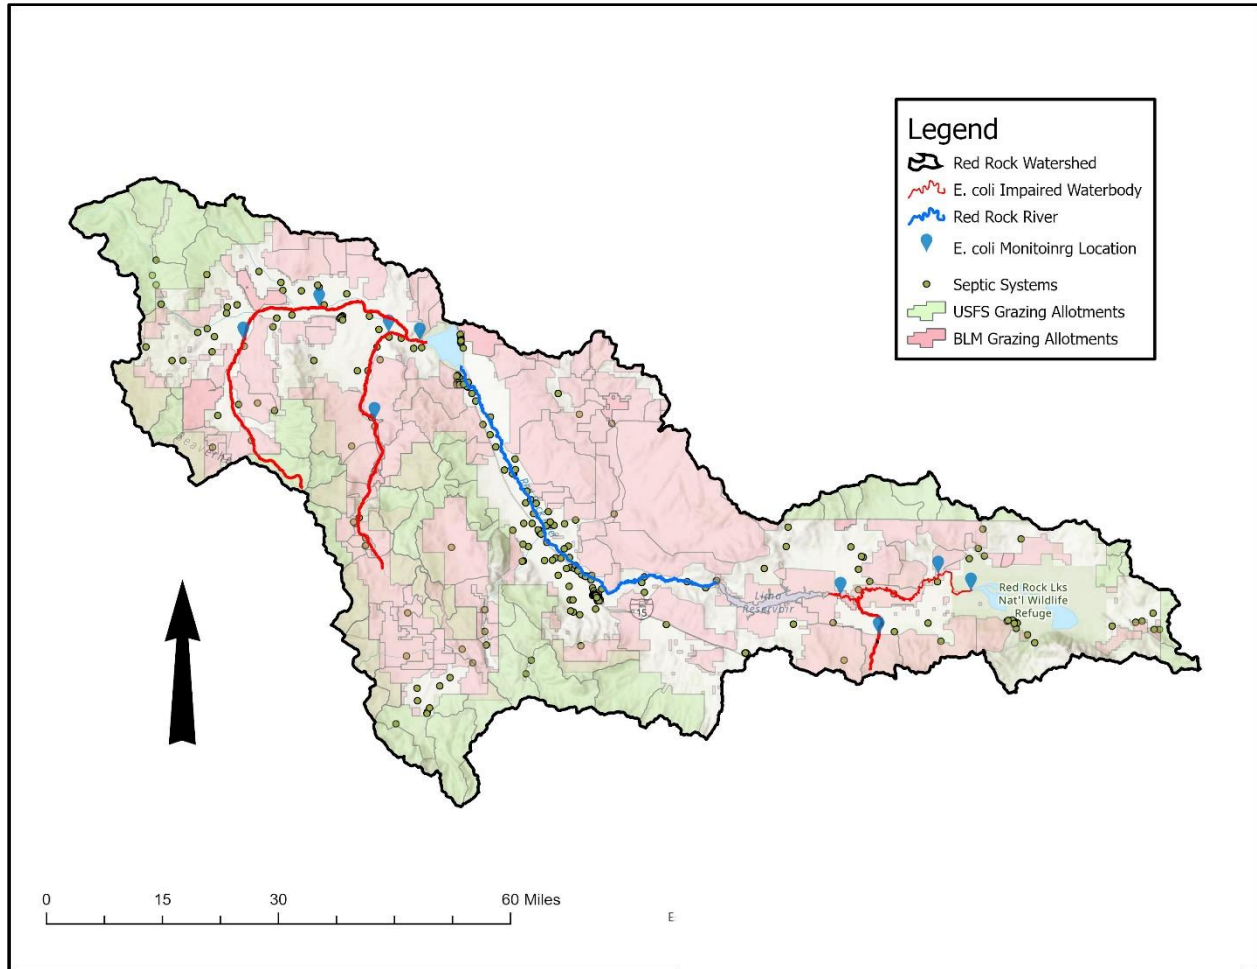 Legend
Red Rock Watershed
E. coli Impaired Waterbody
Red Rock River
E. coli Monitoinrg Location
Septic Systems
USFS Grazing Allotments
BLM Grazing Allotments
Lima
Reservoir
15
Red Rock Lks
Nat'l Wildlife
Refuge
0 15 30 60 Miles
E